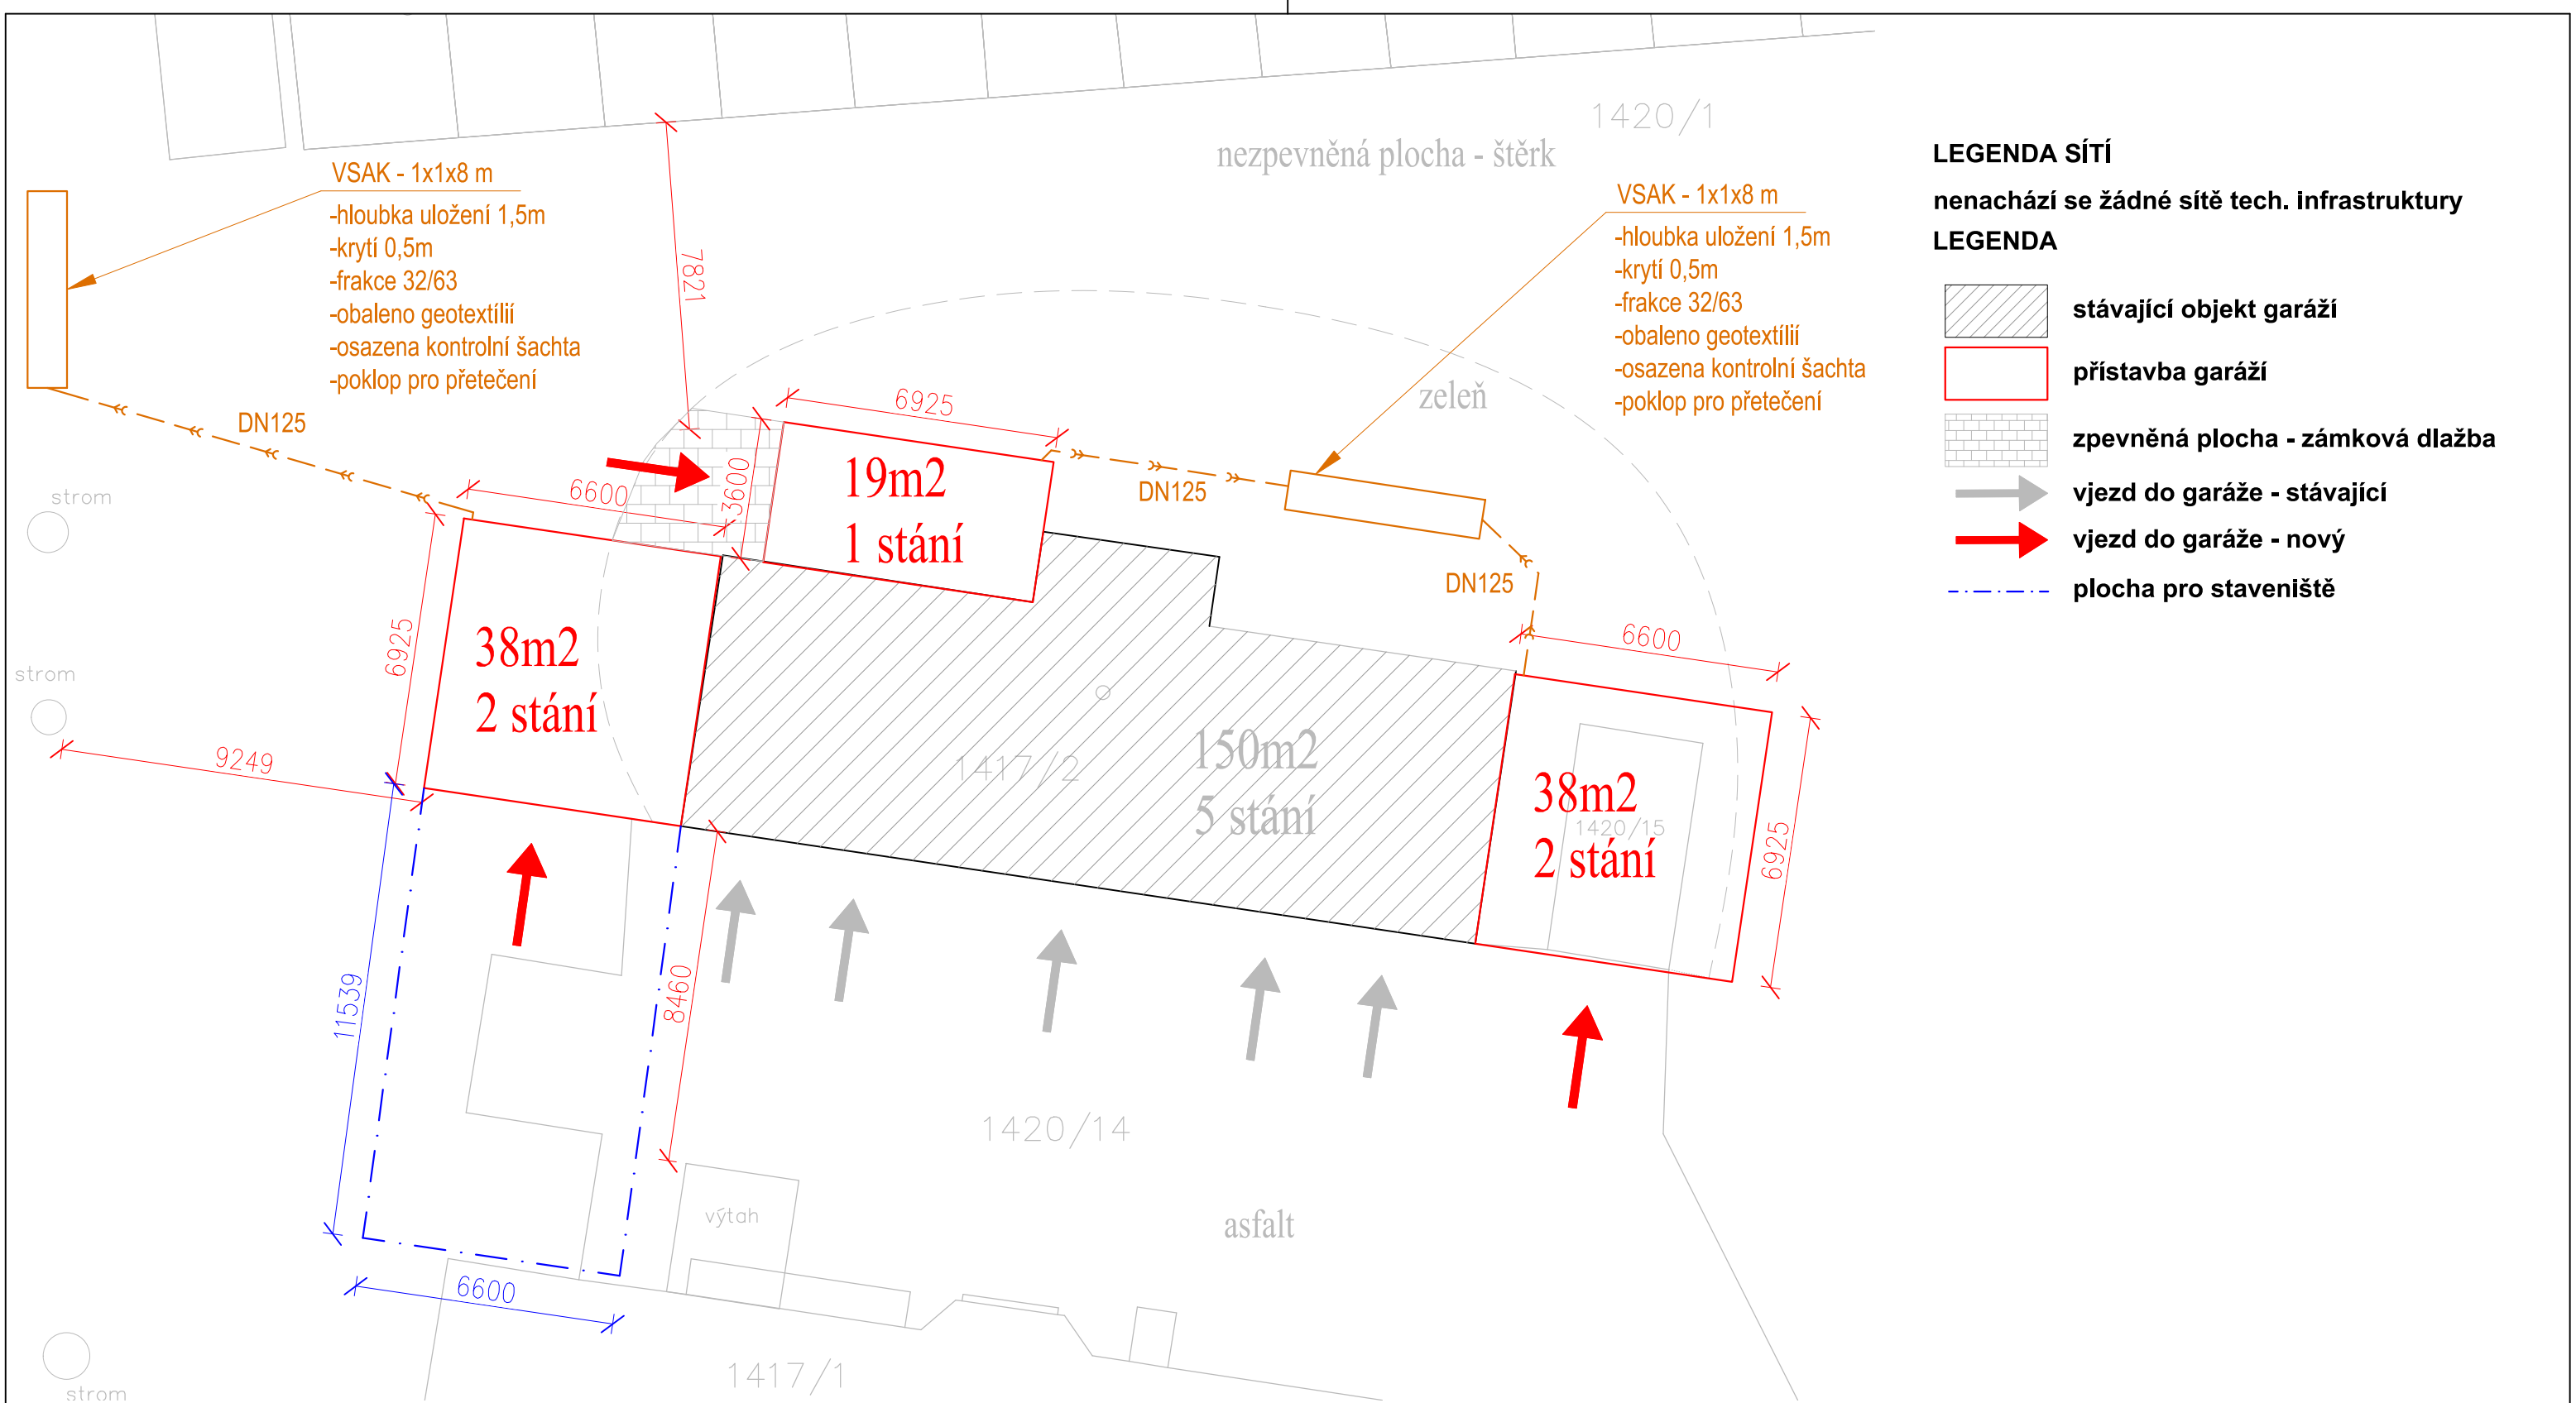 1420/1
nezpevněná plocha - štěrk
VSAK - 1x1x8 m
-hloubka uložení 1,5m
-krytí 0,5m
-frakce 32/63
-obaleno geotextílií
-osazena kontrolní šachta
-poklop pro přetečení
DN125
7821
VSAK - 1x1x8 m
-hloubka uložení 1,5m
-krytí 0,5m
-frakce 32/63
-obaleno geotextílií
-osazena kontrolní šachta
-poklop pro přetečení
zeleň
LEGENDA SÍTÍ
nenachází se žádné sítě tech. infrastruktury
LEGENDA
stávající objekt garáží
přístavba garáží
zpevněná plocha - zámková dlažba
vjezd do garáže - stávající
vjezd do garáže - nový
plocha pro staveniště
6925
3600
19m2
1 stání
DN125
DN125
strom
6600
6925
38m2
2 stání
strom
9249
1417/2
150m2
5 stání
6600
38m2
1420/15
2 stání
6925
11539
8460
1420/14
výtah
asfalt
6600
1417/1
strom